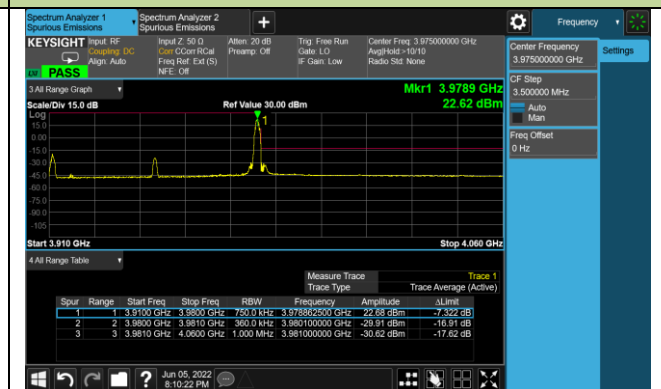 Spectrum Analyzer 1
Spurious Emissions
Spectrum Analyzer 2
Spurious Emissions
+
Frequency
KEYSIGHT
Input: RF
Coupling: DC
Align: Auto
Input Z: 50 Ω
Corr CCorr RCal
Freq Ref: Ext (S)
NFE: Off
Atten: 20 dB
Preamp: Off
Trig: Free Run
Gate: LO
IF Gain: Low
Center Freq: 3.975000000 GHz
Avg|Hold:>10/10
Radio Std: None
LXI PASS
3 All Range Graph
Mkr1 3.9789 GHz
Scale/Div 15.0 dB
Ref Value 30.00 dBm
22.62 dBm
Log
15.0
0.00
-15.0
-30.0
-45.0
-60.0
-75.0
-90.0
-105
1
Start 3.910 GHz
Stop 4.060 GHz
4 All Range Table
Measure Trace Trace 1
Trace Type Trace Average (Active)
Spur Range Start Freq Stop Freq RBW Frequency Amplitude ΔLimit
1 1 3.9100 GHz 3.9800 GHz 750.0 kHz 3.978862500 GHz 22.68 dBm -7.322 dB
2 2 3.9800 GHz 3.9810 GHz 360.0 kHz 3.980100000 GHz -29.91 dBm -16.91 dB
3 3 3.9810 GHz 4.0600 GHz 1.000 MHz 3.981000000 GHz -30.62 dBm -17.62 dB
Center Frequency
3.975000000 GHz
Settings
CF Step
3.500000 MHz
Auto
Man
Freq Offset
0 Hz
?
Jun 05, 2022
8:10:22 PM